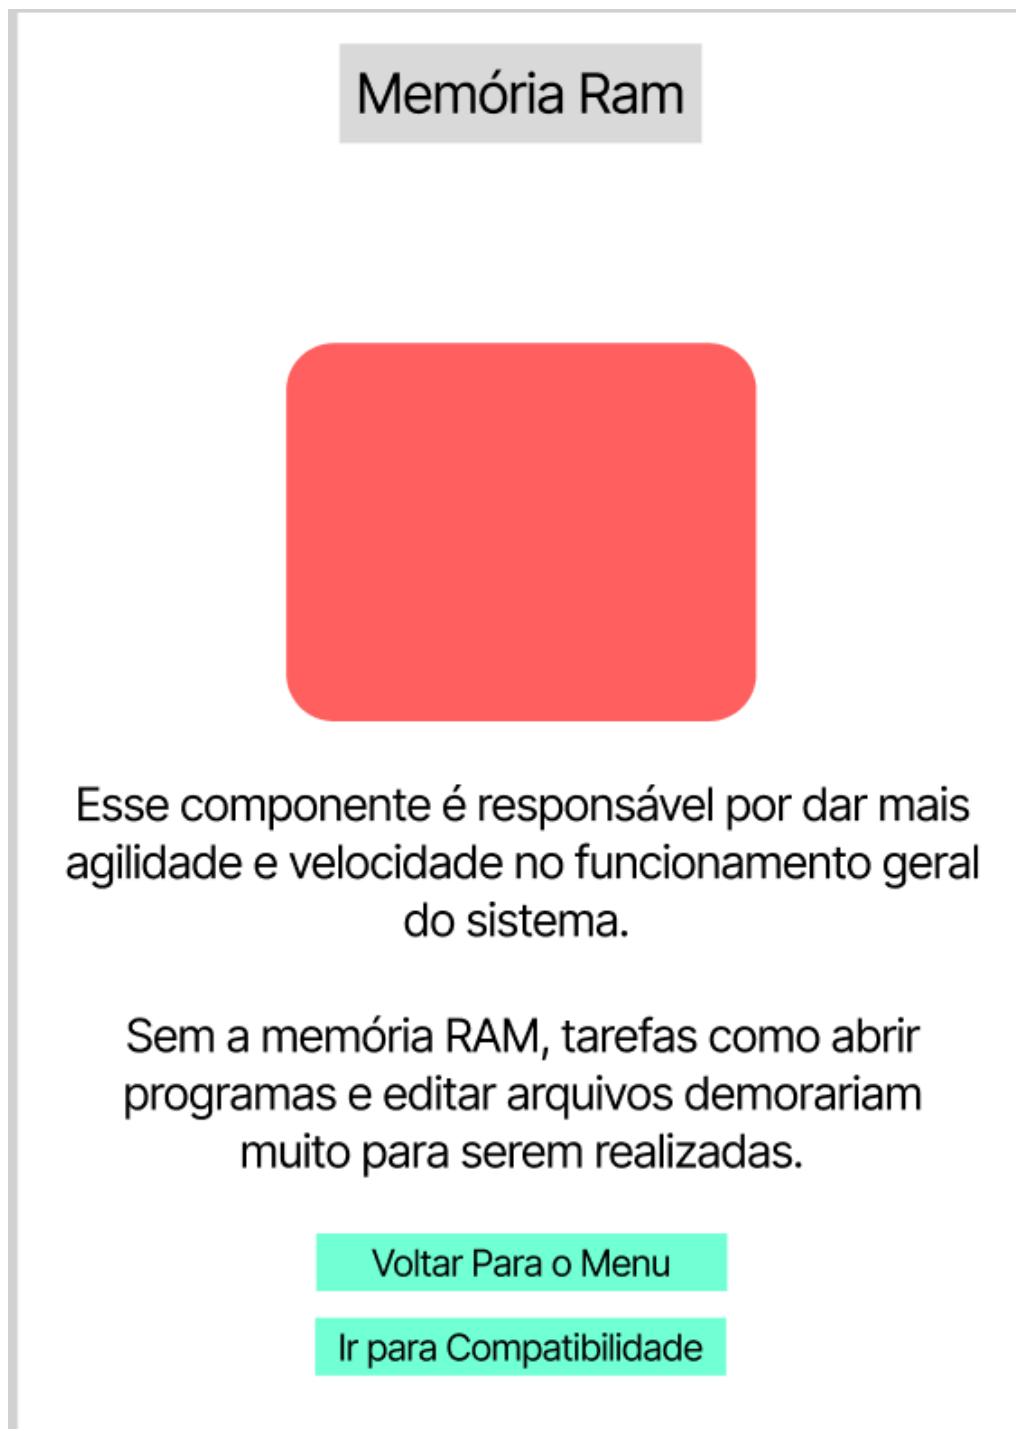 Memória Ram
Esse componente é responsável por dar mais
agilidade e velocidade no funcionamento geral
do sistema.
Sem a memória RAM, tarefas como abrir
programas e editar arquivos demorariam
muito para serem realizadas.
Voltar Para o Menu
Ir para Compatibilidade